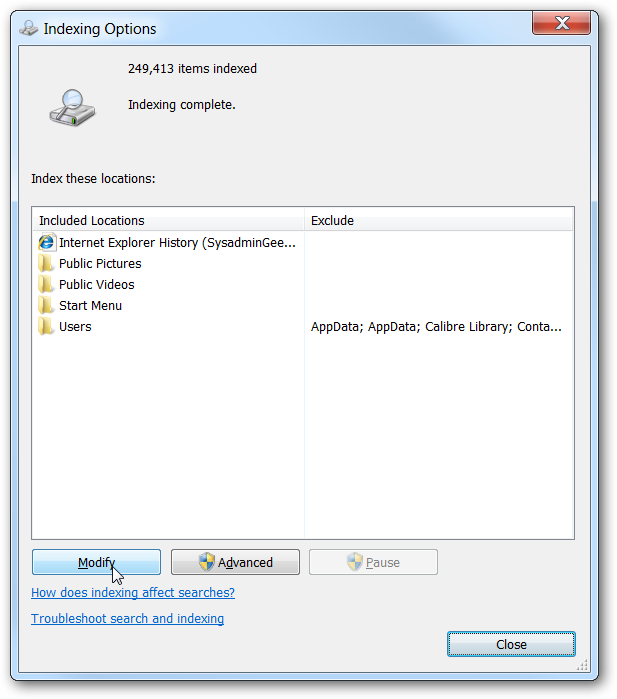 Indexing Options
249,413 items indexed
Indexing complete.
Index these locations:
Included Locations Exclude
Internet Explorer History (SysadminGee...
Public Pictures
Public Videos
Start Menu
Users AppData; AppData; Calibre Library; Conta...
Modify Advanced Pause
How does indexing affect searches?
Troubleshoot search and indexing
Close